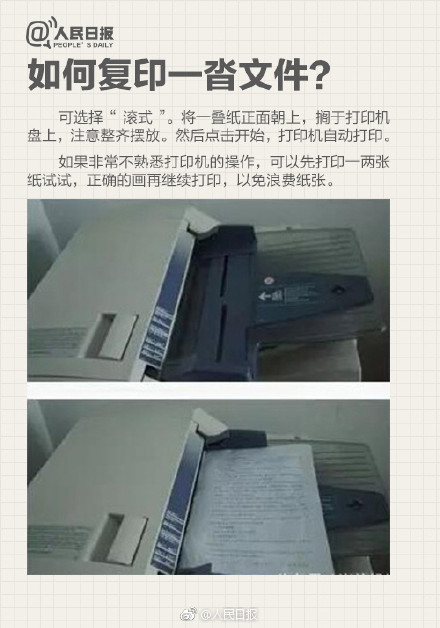 @人民日报
PEOPLE'S DAILY
如何复印一沓文件?
可选择“滚式”。将一叠纸正面朝上，搁于打印机
盘上，注意整齐摆放。然后点击开始，打印机自动打印。
如果非常不熟悉打印机的操作，可以先打印一两张
纸试试，正确的画再继续打印，以免浪费纸张。
@人民日报